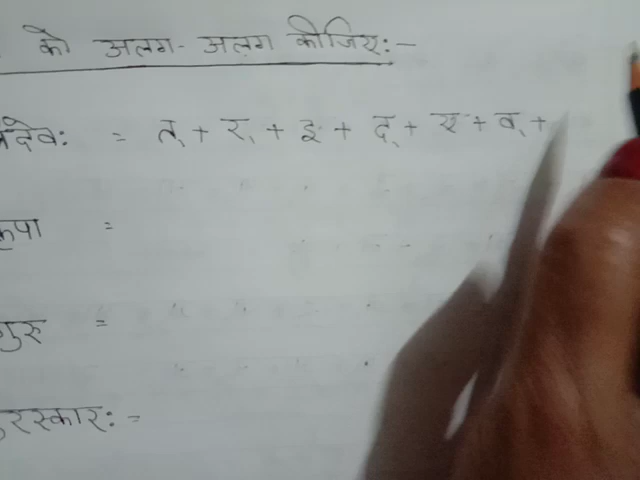 को अलग-अलग कीजिए:-
त्रिदेव: = त् + र् + इ + द् + ए + व् +
कृपा =
गुरु =
पुरस्कार: =